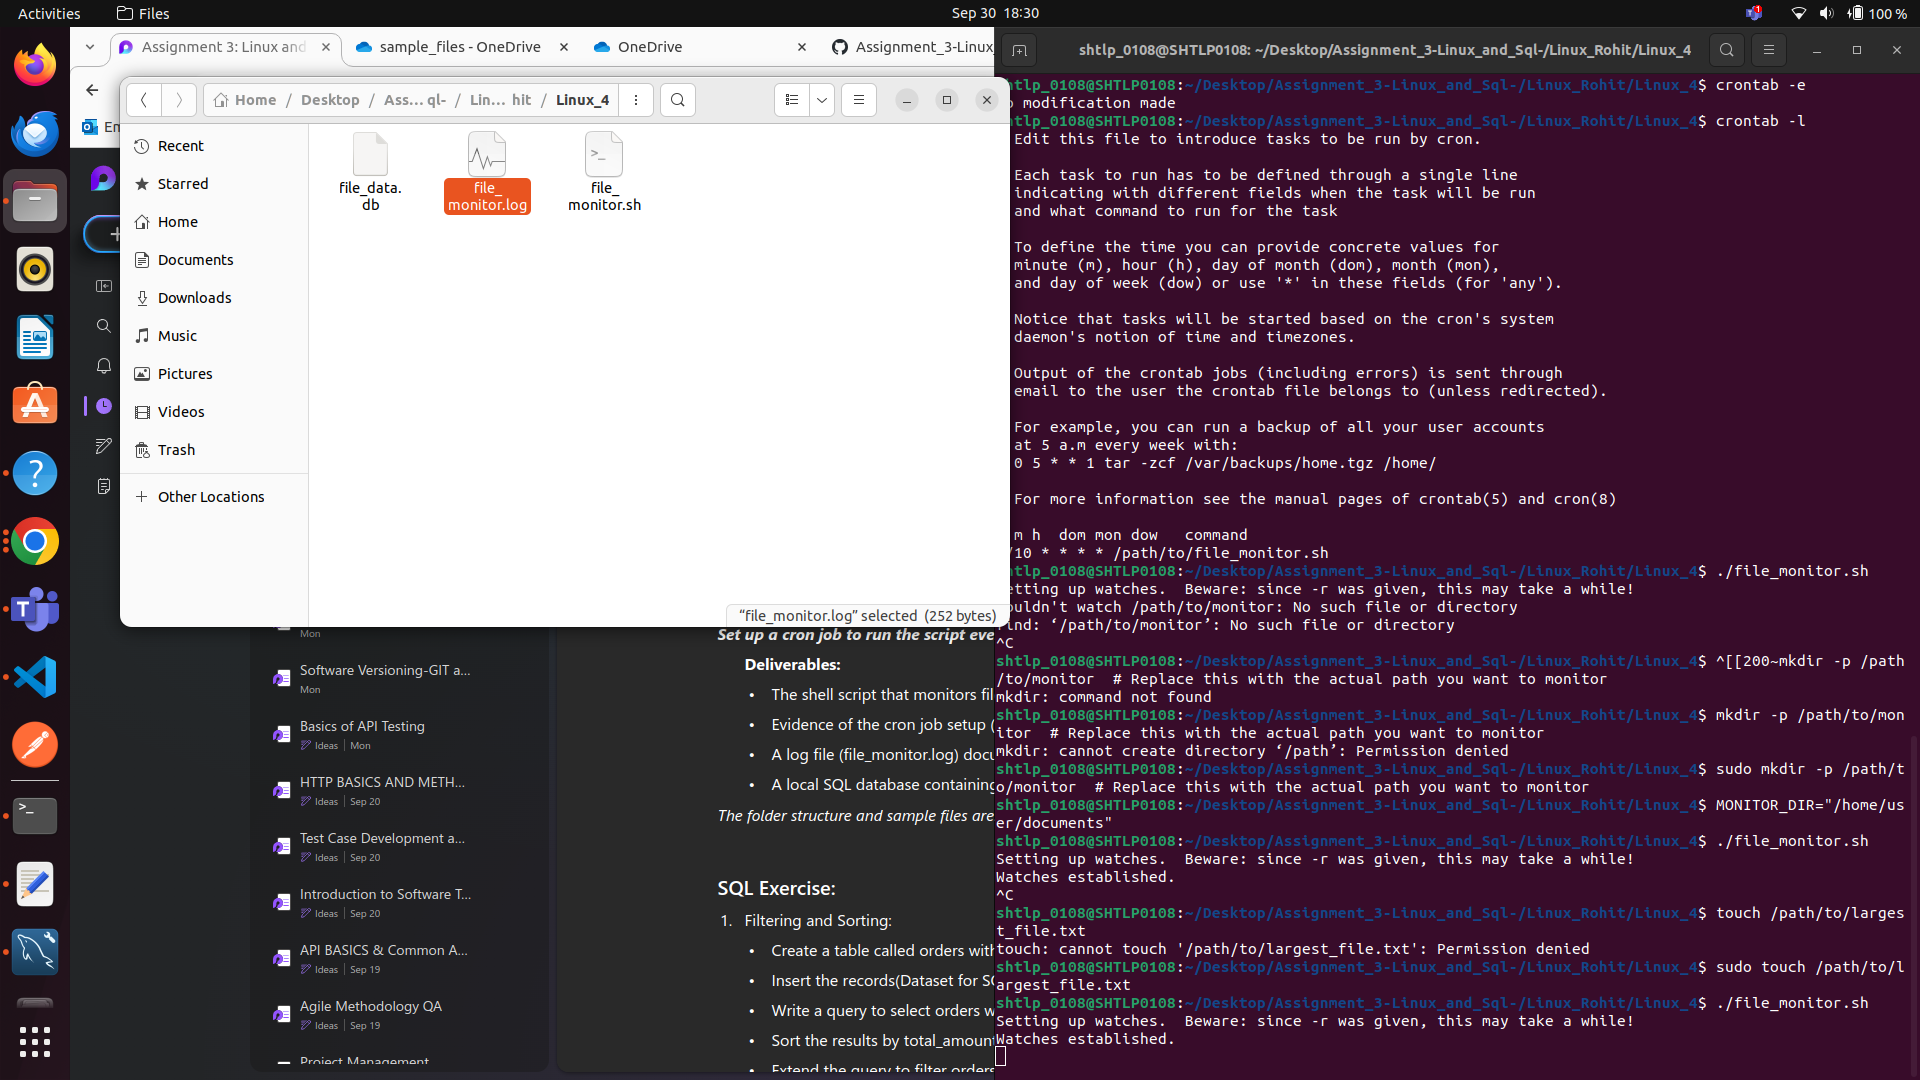 Activities
Files
Sep 30 18:30
1
100 %
Assignment 3: Linux and
sample_files - OneDrive
OneDrive
Assignment_3-Linux
Home / Desktop / Ass... ql- / Lin... hit / Linux_4
Recent
Starred
Home
Documents
Downloads
Music
Pictures
Videos
Trash
Other Locations
file_data.
db
file_
monitor.log
file_
monitor.sh
“file_monitor.log” selected (252 bytes)
Mon
Software Versioning-GIT a...
Mon
Basics of API Testing
Ideas | Mon
HTTP BASICS AND METH...
Ideas | Sep 20
Test Case Development a...
Ideas | Sep 20
Introduction to Software T...
Ideas | Sep 20
API BASICS & Common A...
Ideas | Sep 19
Agile Methodology QA
Ideas | Sep 19
Project Management
Set up a cron job to run the script eve
Deliverables:
• The shell script that monitors fil
• Evidence of the cron job setup (
• A log file (file_monitor.log) docu
• A local SQL database containing
The folder structure and sample files are
SQL Exercise:
1. Filtering and Sorting:
• Create a table called orders with
• Insert the records(Dataset for SQ
• Write a query to select orders w
• Sort the results by total_amount
• Extend the query to filter orders
shtlp_0108@SHTLP0108: ~/Desktop/Assignment_3-Linux_and_Sql-/Linux_Rohit/Linux_4
htlp_0108@SHTLP0108:~/Desktop/Assignment_3-Linux_and_Sql-/Linux_Rohit/Linux_4$ crontab -e
o modification made
htlp_0108@SHTLP0108:~/Desktop/Assignment_3-Linux_and_Sql-/Linux_Rohit/Linux_4$ crontab -l
Edit this file to introduce tasks to be run by cron.
Each task to run has to be defined through a single line
indicating with different fields when the task will be run
and what command to run for the task
To define the time you can provide concrete values for
minute (m), hour (h), day of month (dom), month (mon),
and day of week (dow) or use '*' in these fields (for 'any').
Notice that tasks will be started based on the cron's system
daemon's notion of time and timezones.
Output of the crontab jobs (including errors) is sent through
email to the user the crontab file belongs to (unless redirected).
For example, you can run a backup of all your user accounts
at 5 a.m every week with:
0 5 * * 1 tar -zcf /var/backups/home.tgz /home/
For more information see the manual pages of crontab(5) and cron(8)
m h  dom mon dow   command
/10 * * * * /path/to/file_monitor.sh
htlp_0108@SHTLP0108:~/Desktop/Assignment_3-Linux_and_Sql-/Linux_Rohit/Linux_4$ ./file_monitor.sh
etting up watches.  Beware: since -r was given, this may take a while!
ouldn't watch /path/to/monitor: No such file or directory
find: ‘/path/to/monitor’: No such file or directory
^C
shtlp_0108@SHTLP0108:~/Desktop/Assignment_3-Linux_and_Sql-/Linux_Rohit/Linux_4$ ^[[200~mkdir -p /path
/to/monitor  # Replace this with the actual path you want to monitor
mkdir: command not found
shtlp_0108@SHTLP0108:~/Desktop/Assignment_3-Linux_and_Sql-/Linux_Rohit/Linux_4$ mkdir -p /path/to/mon
itor  # Replace this with the actual path you want to monitor
mkdir: cannot create directory ‘/path’: Permission denied
shtlp_0108@SHTLP0108:~/Desktop/Assignment_3-Linux_and_Sql-/Linux_Rohit/Linux_4$ sudo mkdir -p /path/t
o/monitor  # Replace this with the actual path you want to monitor
shtlp_0108@SHTLP0108:~/Desktop/Assignment_3-Linux_and_Sql-/Linux_Rohit/Linux_4$ MONITOR_DIR="/home/us
er/documents"
shtlp_0108@SHTLP0108:~/Desktop/Assignment_3-Linux_and_Sql-/Linux_Rohit/Linux_4$ ./file_monitor.sh
Setting up watches.  Beware: since -r was given, this may take a while!
Watches established.
^C
shtlp_0108@SHTLP0108:~/Desktop/Assignment_3-Linux_and_Sql-/Linux_Rohit/Linux_4$ touch /path/to/larges
t_file.txt
touch: cannot touch '/path/to/largest_file.txt': Permission denied
shtlp_0108@SHTLP0108:~/Desktop/Assignment_3-Linux_and_Sql-/Linux_Rohit/Linux_4$ sudo touch /path/to/l
argest_file.txt
shtlp_0108@SHTLP0108:~/Desktop/Assignment_3-Linux_and_Sql-/Linux_Rohit/Linux_4$ ./file_monitor.sh
Setting up watches.  Beware: since -r was given, this may take a while!
Watches established.